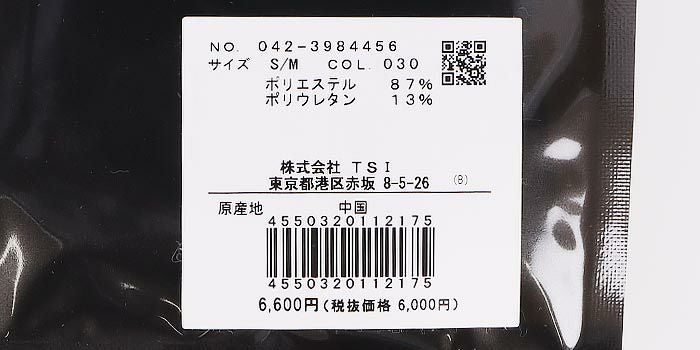 NO. 042-3984456
サイズ S/M COL. 030
ポリエステル 87%
ポリウレタン 13%
株式会社 TSI
東京都港区赤坂 8-5-26 (B)
原産地 中国
4550320112175
4550320112175
6,600円(税抜価格 6,000円)